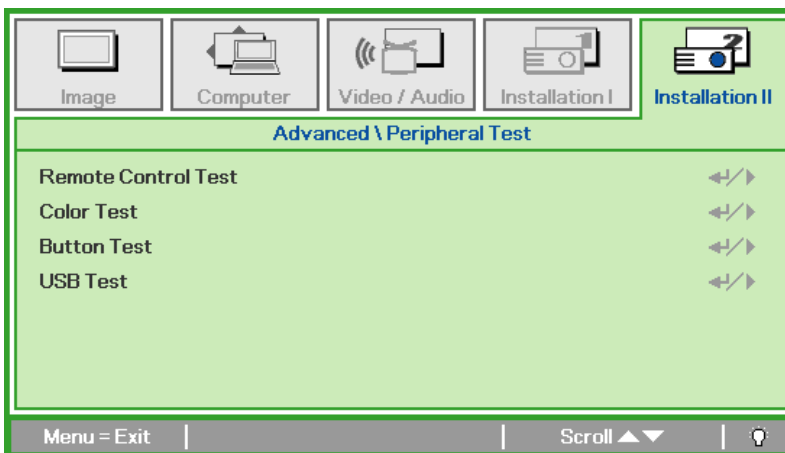 Image
Computer
Video / Audio
Installation I
Installation II
Advanced \ Peripheral Test
Remote Control Test
Color Test
Button Test
USB Test
Menu = Exit
Scroll ▲▼